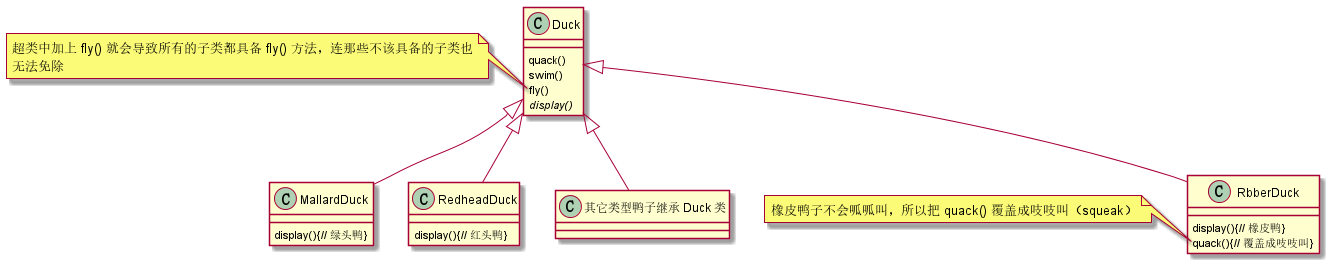 C Duck
超类中加上 fly() 就会导致所有的子类都具备 fly() 方法，连那些不该具备的子类也
无法免除
quack()
swim()
fly()
display()
C MallardDuck
display(){// 绿头鸭}
C RedheadDuck
display(){// 红头鸭}
C 其它类型鸭子继承 Duck 类
橡皮鸭子不会呱呱叫，所以把 quack() 覆盖成吱吱叫（squeak）
C RbberDuck
display(){// 橡皮鸭}
quack(){// 覆盖成吱吱叫}